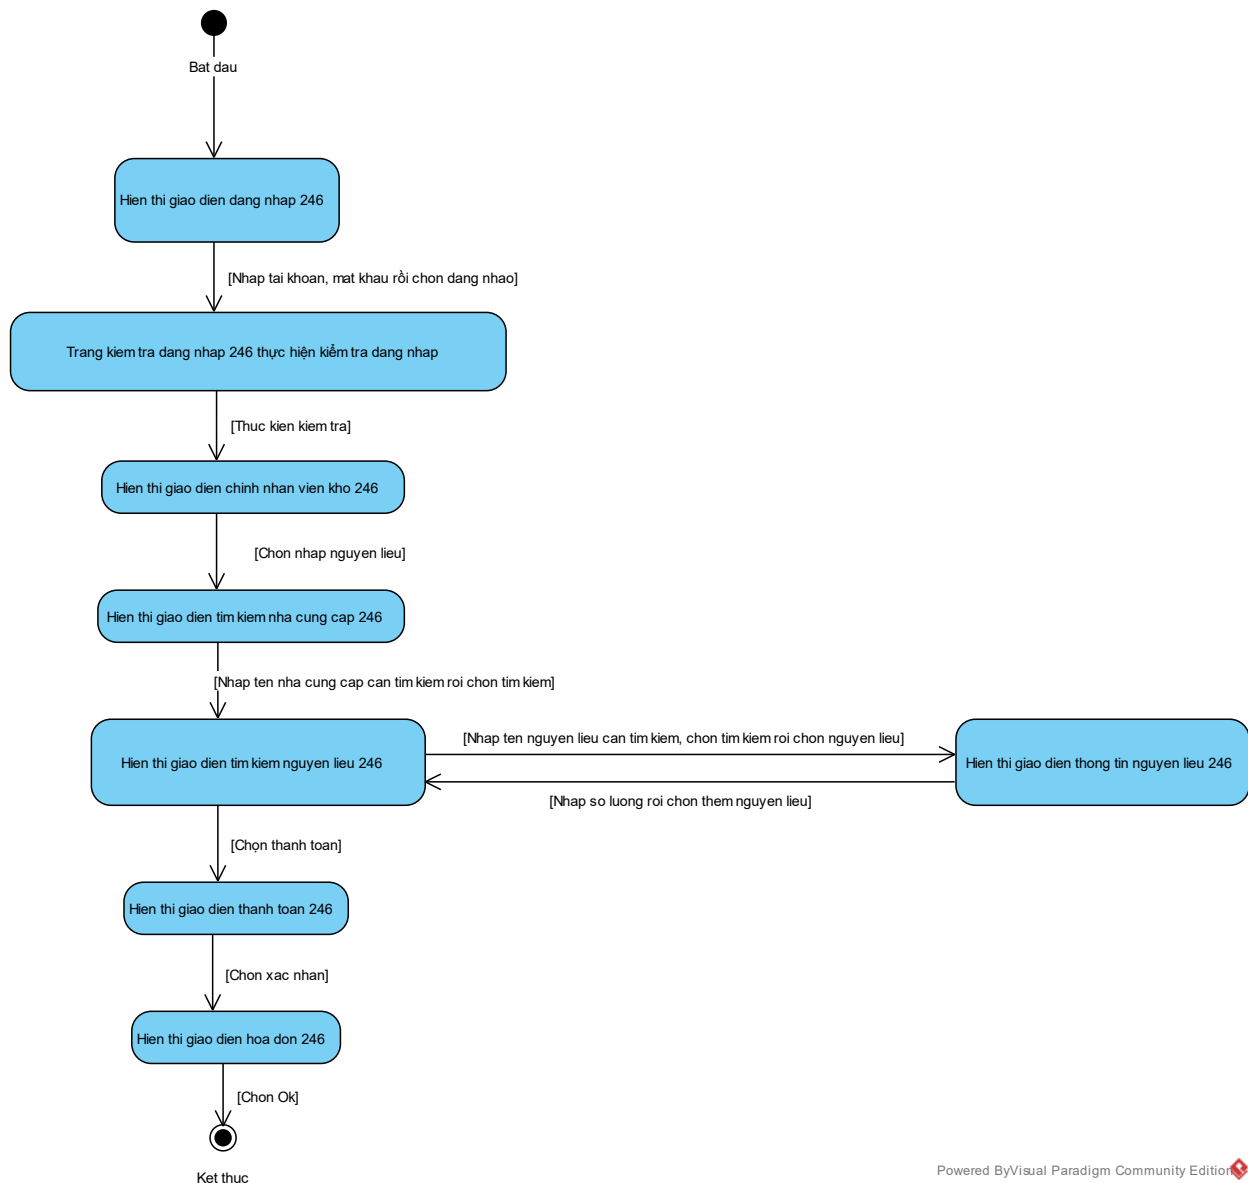 Bat dau
Hien thi giao dien dang nhap 246
[Nhap tai khoan, mat khau rồi chon dang nhao]
Trang kiem tra dang nhap 246 thực hiện kiểm tra dang nhap
[Thuc kien kiem tra]
Hien thi giao dien chinh nhan vien kho 246
[Chon nhap nguyen lieu]
Hien thi giao dien tim kiem nha cung cap 246
[Nhap ten nha cung cap can tim kiem roi chon tim kiem]
[Nhap ten nguyen lieu can tim kiem, chon tim kiem roi chon nguyen lieu]
Hien thi giao dien tim kiem nguyen lieu 246
Hien thi giao dien thong tin nguyen lieu 246
[Nhap so luong roi chon them nguyen lieu]
[Chọn thanh toan]
Hien thi giao dien thanh toan 246
[Chon xac nhan]
Hien thi giao dien hoa don 246
[Chon Ok]
Ket thuc
Powered By Visual Paradigm Community Edition